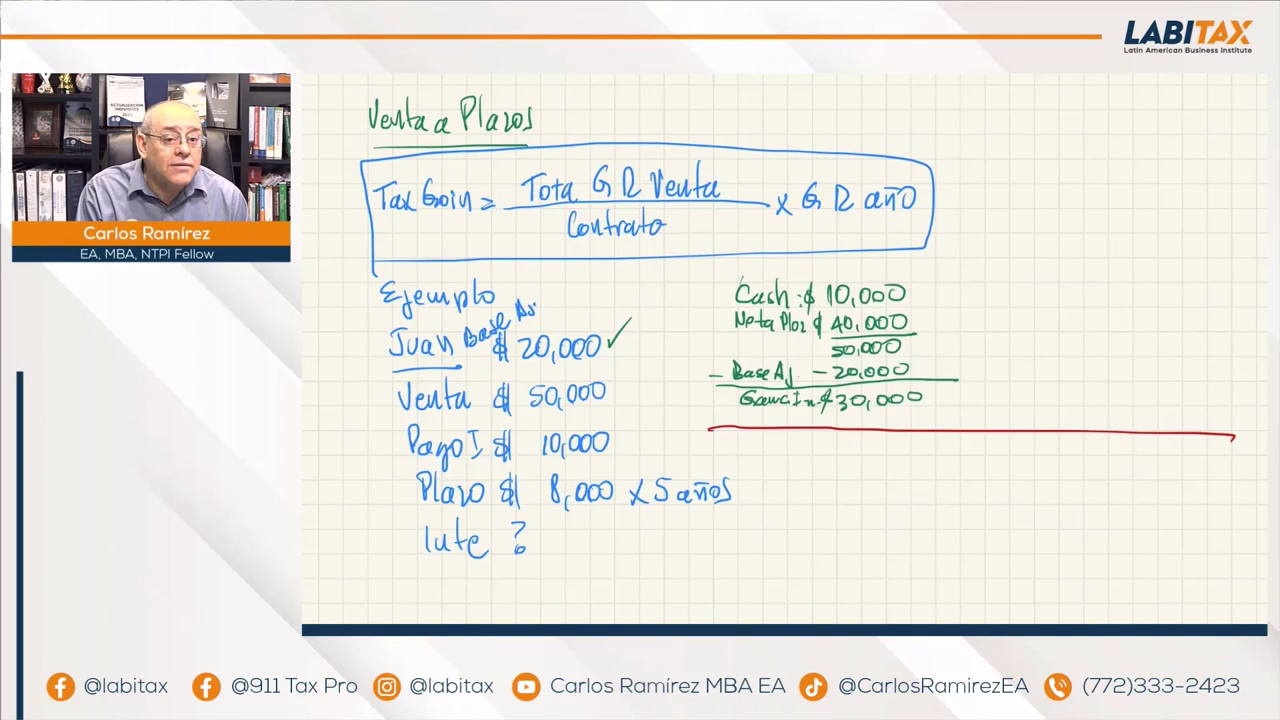 LABITAX
Latin American Business Institute
Venta a Plazos
Tax Gain = Tota G R Venta x G R año
Contrato
Ejemplo
Juan Base As $ 20,000 ✓
Venta $ 50,000
Pago I $ 10,000
Plazo $ 8,000 x 5 años
Inte ?
Cash: $ 10,000
Nota Plaz $ 40,000
50,000
- Base Aj. - 20,000
$ 30,000
Carlos Ramírez
EA, MBA, NTPI Fellow
@labitax
@911 Tax Pro
@labitax
Carlos Ramírez MBA EA
@CarlosRamirezEA
(772)333-2423